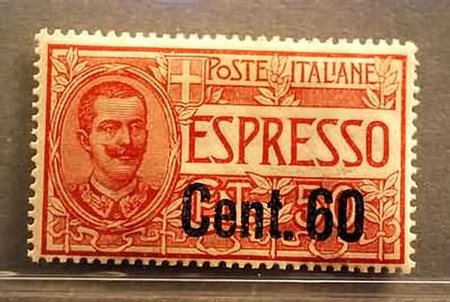 POSTE ITALIANE
ESPRESSO
Cent. 60